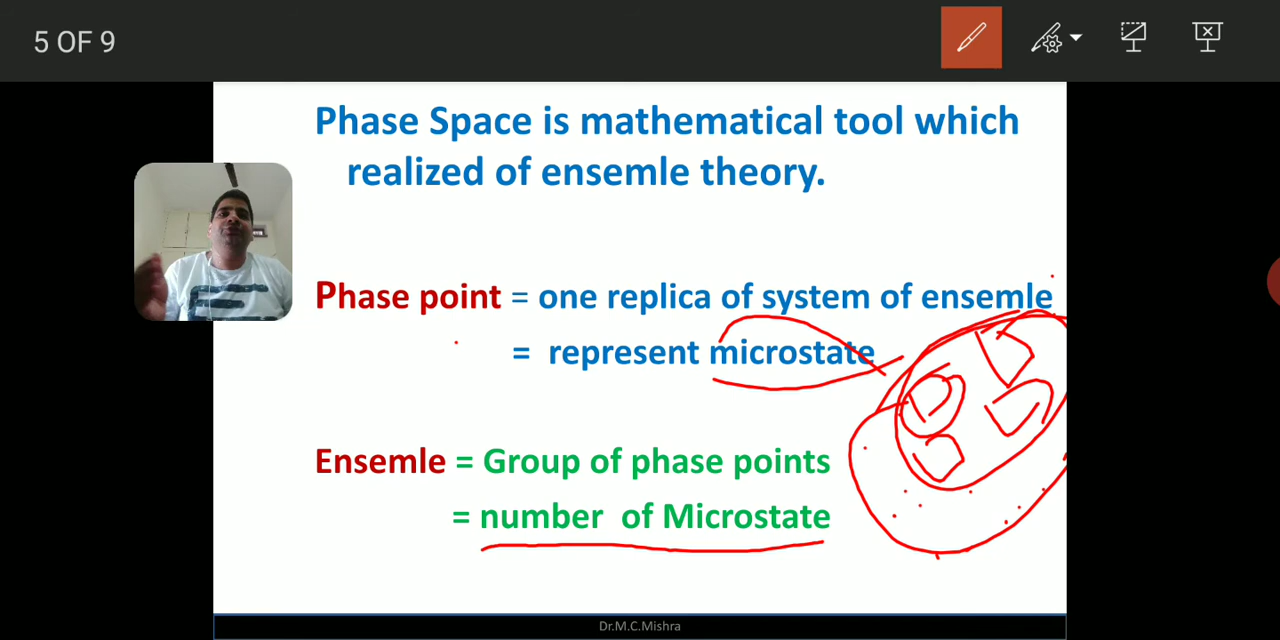 5 OF 9
Phase Space is mathematical tool which
realized of ensemle theory.
Phase point = one replica of system of ensemle
= represent microstate
Ensemle = Group of phase points
= number of Microstate
Dr.M.C.Mishra